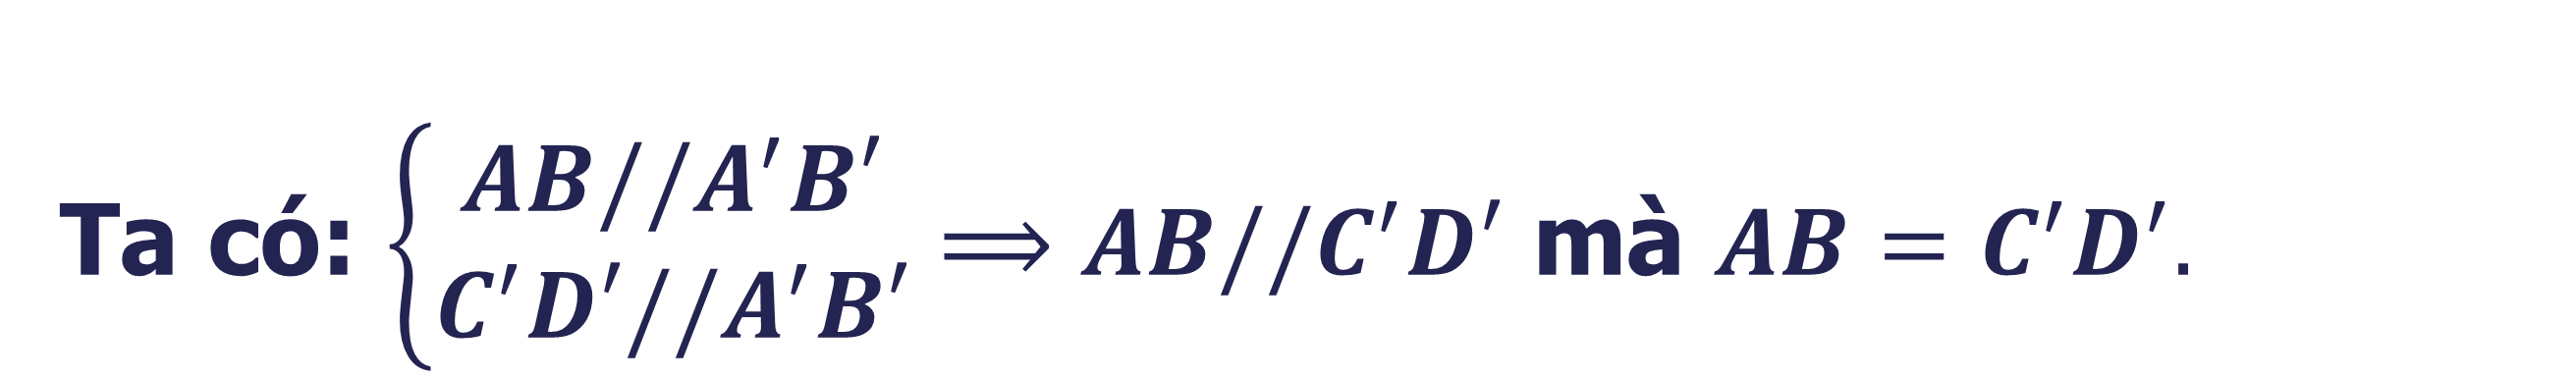 Ta có: { AB//A′B′
C′D′//A′B′ ⟹ AB//C′D′ mà AB = C′D′.